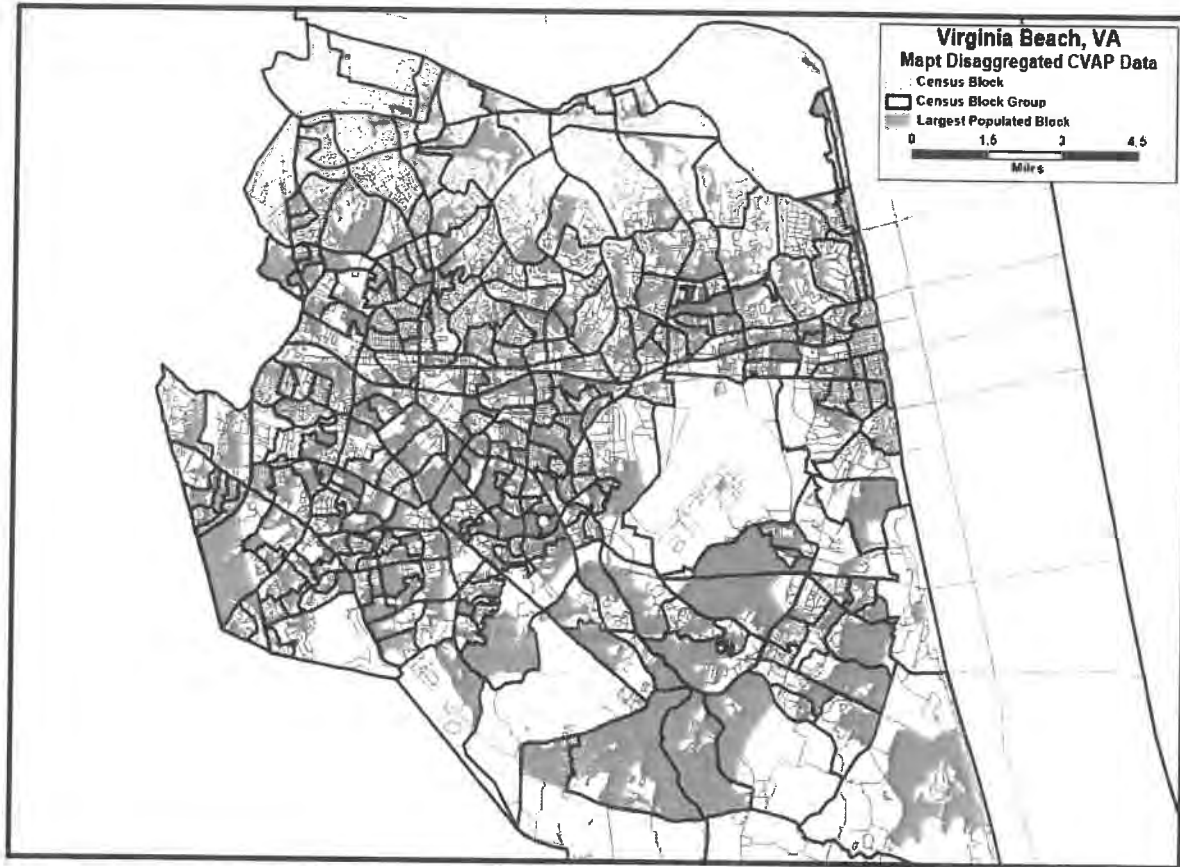 Virginia Beach, VA
Mapt Disaggregated CVAP Data
Census Block
Census Block Group
Largest Populated Block
0 1.5 3 4.5
Miles